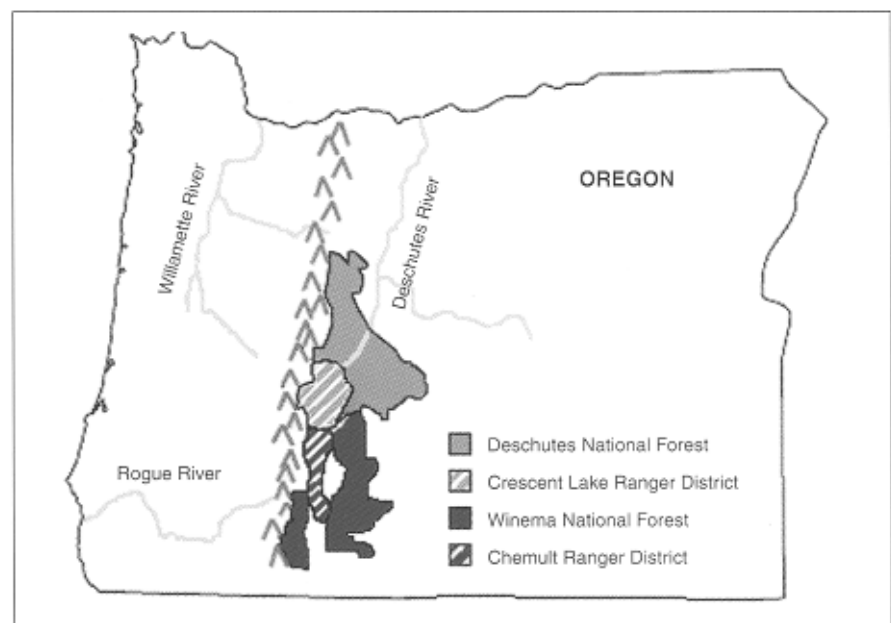 OREGON
Willamette River
Deschutes River
Rogue River
Deschutes National Forest
Crescent Lake Ranger District
Winema National Forest
Chemult Ranger District